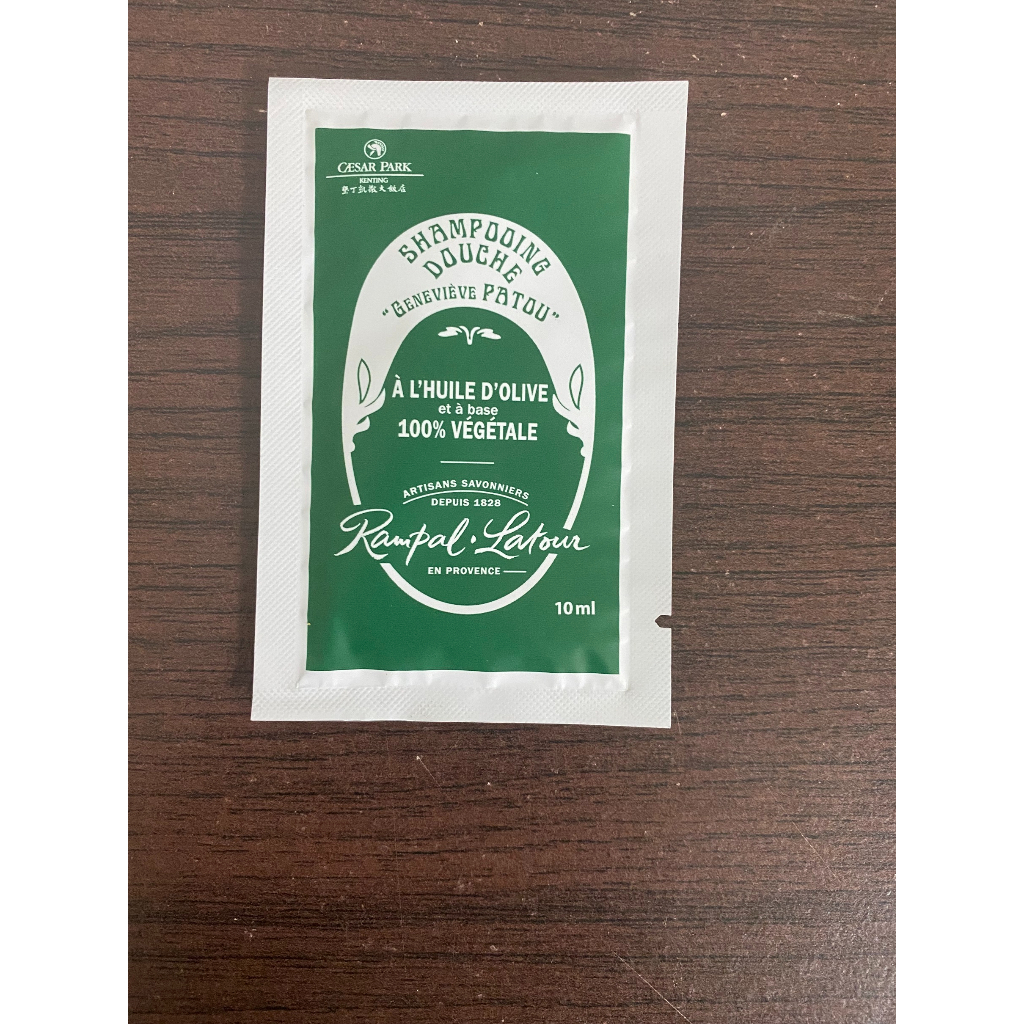 CÆSAR PARK
KENTING
墾丁凱撒大飯店
SHAMPOOING
DOUCHE
"GENEVIÈVE PATOU"
À L'HUILE D'OLIVE
et à base
100% VÉGÉTALE
ARTISANS SAVONNIERS
DEPUIS 1828
Rampal·Latour
EN PROVENCE
10ml